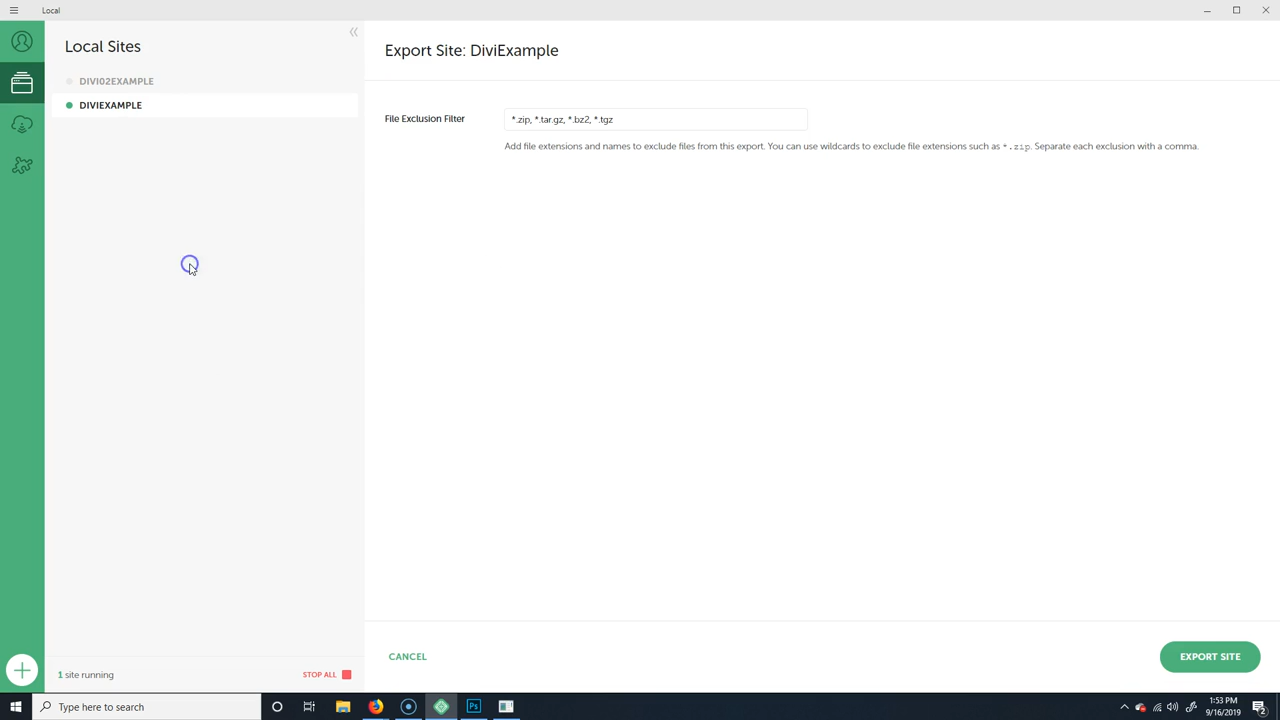 Local
Local Sites
DIVI02EXAMPLE
DIVIEXAMPLE
1 site running
STOP ALL
Export Site: DiviExample
File Exclusion Filter
*.zip, *.tar.gz, *.bz2, *.tgz
Add file extensions and names to exclude files from this export. You can use wildcards to exclude file extensions such as *.zip. Separate each exclusion with a comma.
CANCEL
EXPORT SITE
Type here to search
Ps
1:53 PM
9/16/2019
2